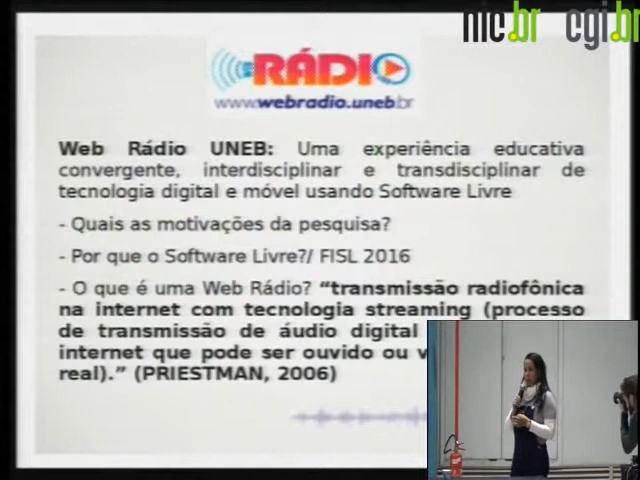 nic.br cgi.br
RÁDIO
www.webradio.uneb.br
Web Rádio UNEB: Uma experiência educativa
convergente, interdisciplinar e transdisciplinar de
tecnologia digital e móvel usando Software Livre
- Quais as motivações da pesquisa?
- Por que o Software Livre?/ FISL 2016
- O que é uma Web Rádio? “transmissão radiofônica
na internet com tecnologia streaming (processo
de transmissão de áudio digital
internet que pode ser ouvido ou
real).” (PRIESTMAN, 2006)